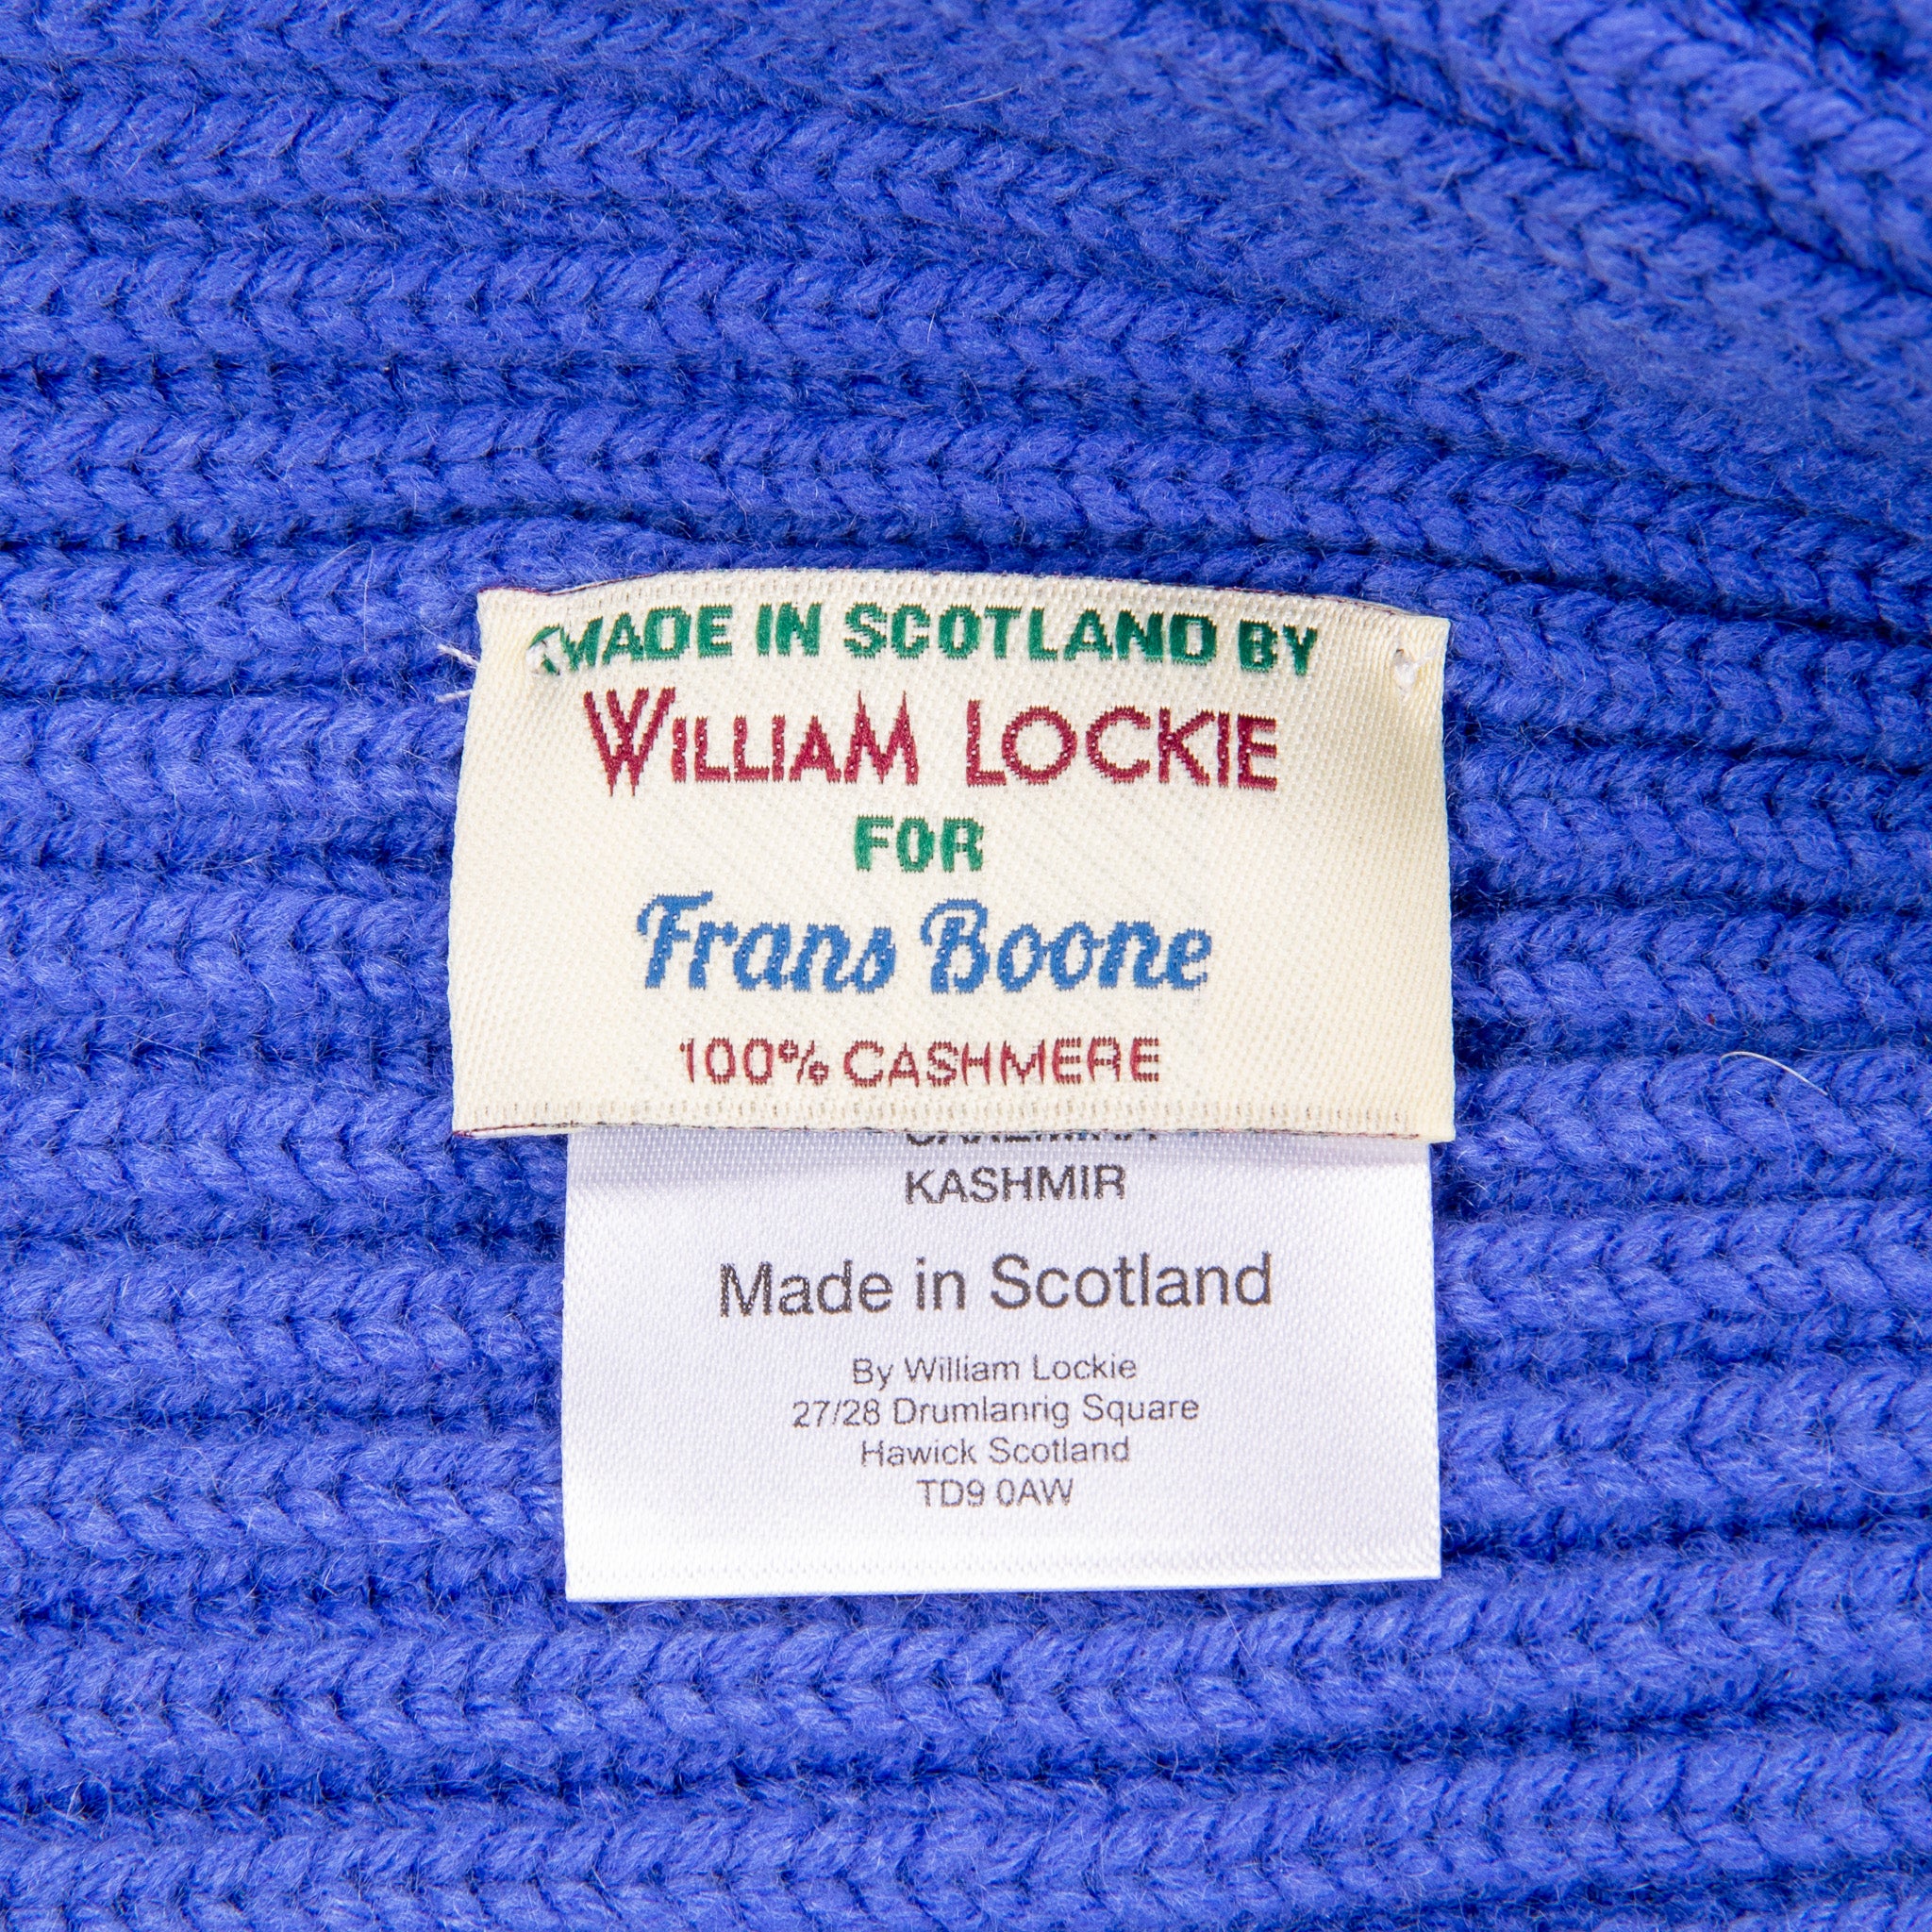 MADE IN SCOTLAND BY
WILLIAM LOCKIE
FOR
Frans Boone
100% CASHMERE
KASHMIR
Made in Scotland
By William Lockie
27/28 Drumlanrig Square
Hawick Scotland
TD9 0AW